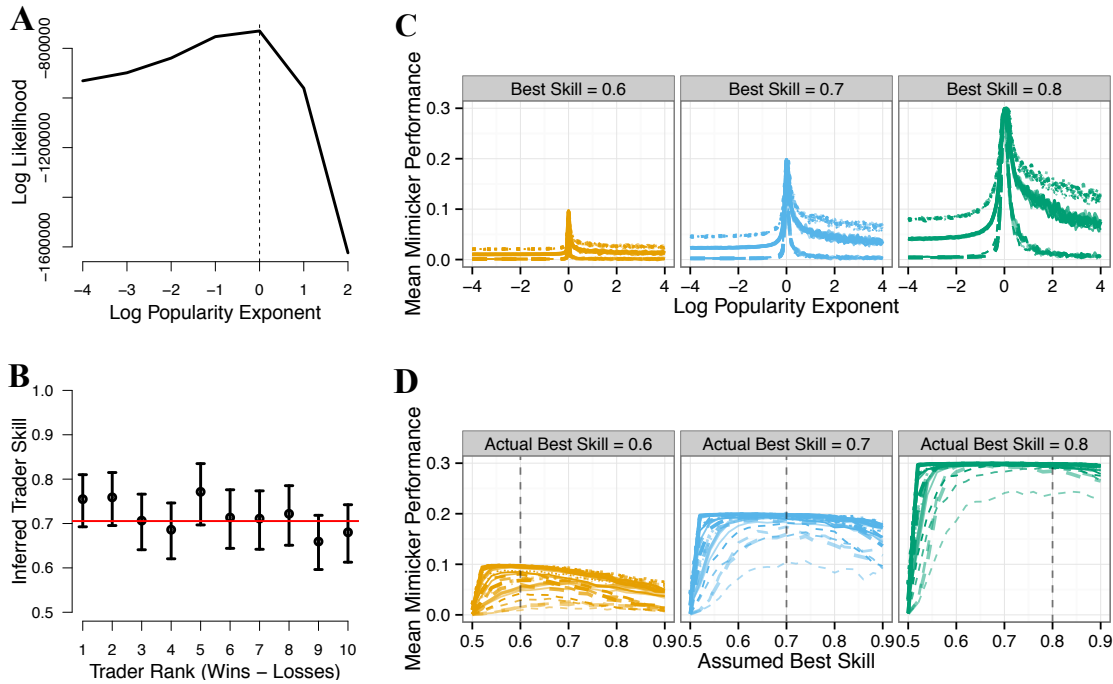 A
Log Likelihood
−800000
−1200000
−1600000
−4 −3 −2 −1 0 1 2
Log Popularity Exponent
B
Inferred Trader Skill
1.0
0.9
0.8
0.7
0.6
0.5
1 2 3 4 5 6 7 8 9 10
Trader Rank (Wins − Losses)
C
Mean Mimicker Performance
Best Skill = 0.6
Best Skill = 0.7
Best Skill = 0.8
0.3
0.2
0.1
0.0
−4 −2 0 2 4
−4 −2 0 2 4
−4 −2 0 2 4
Log Popularity Exponent
D
Mean Mimicker Performance
Actual Best Skill = 0.6
Actual Best Skill = 0.7
Actual Best Skill = 0.8
0.3
0.2
0.1
0.0
0.5 0.6 0.7 0.8 0.9
0.5 0.6 0.7 0.8 0.9
0.5 0.6 0.7 0.8 0.9
Assumed Best Skill